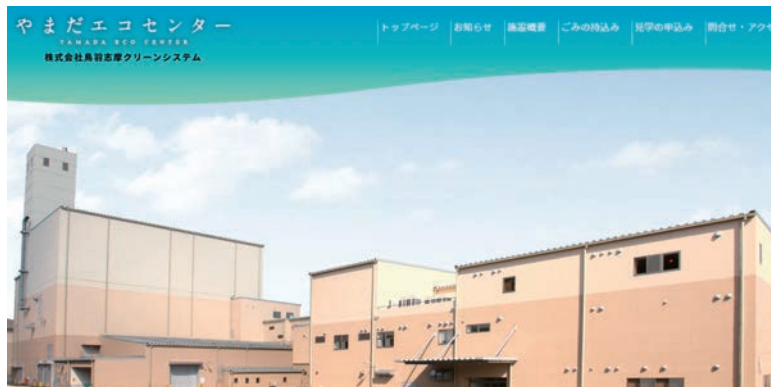 やまだエコセンター
YAMADA ECO CENTER
株式会社鳥羽志摩クリーンシステム
トップページ お知らせ 施設概要 ごみの持込み 見学の申込み 問合せ・アクセ